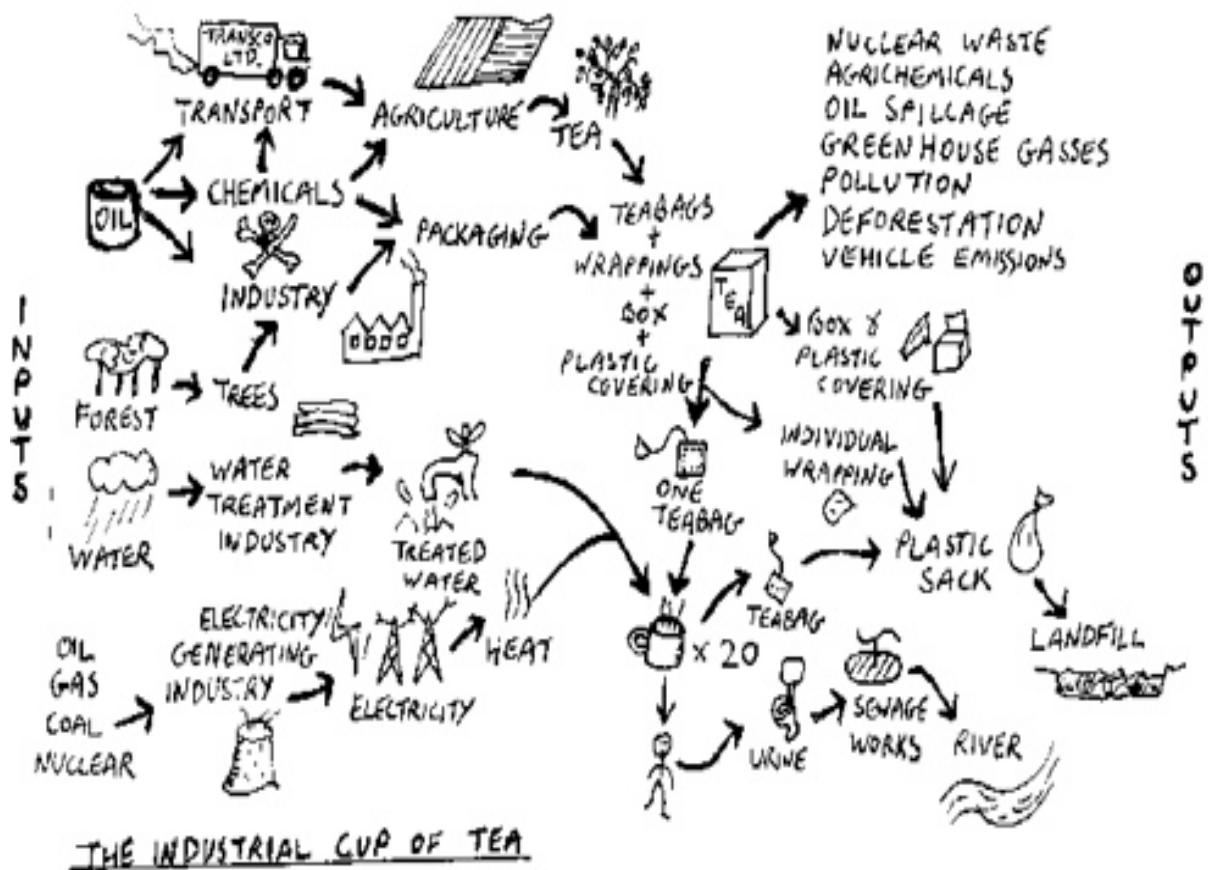 TRANSCO
LTD.
TRANSPORT
AGRICULTURE
TEA
NUCLEAR WASTE
AGRICHEMICALS
OIL SPILLAGE
GREENHOUSE GASSES
POLLUTION
DEFORESTATION
VEHICLE EMISSIONS
OIL
CHEMICALS
INDUSTRY
PACKAGING
TEABAGS
+
WRAPPINGS
+
BOX
+
PLASTIC
COVERING
TEA
BOX &
PLASTIC
COVERING
INPUTS
OUTPUTS
FOREST
TREES
WATER
WATER
TREATMENT
INDUSTRY
TREATED
WATER
ONE
TEABAG
INDIVIDUAL
WRAPPING
PLASTIC
SACK
LANDFILL
OIL
GAS
COAL
NUCLEAR
ELECTRICITY
GENERATING
INDUSTRY
ELECTRICITY
HEAT
x 20
TEABAG
URINE
SEWAGE
WORKS
RIVER
THE INDUSTRIAL CUP OF TEA